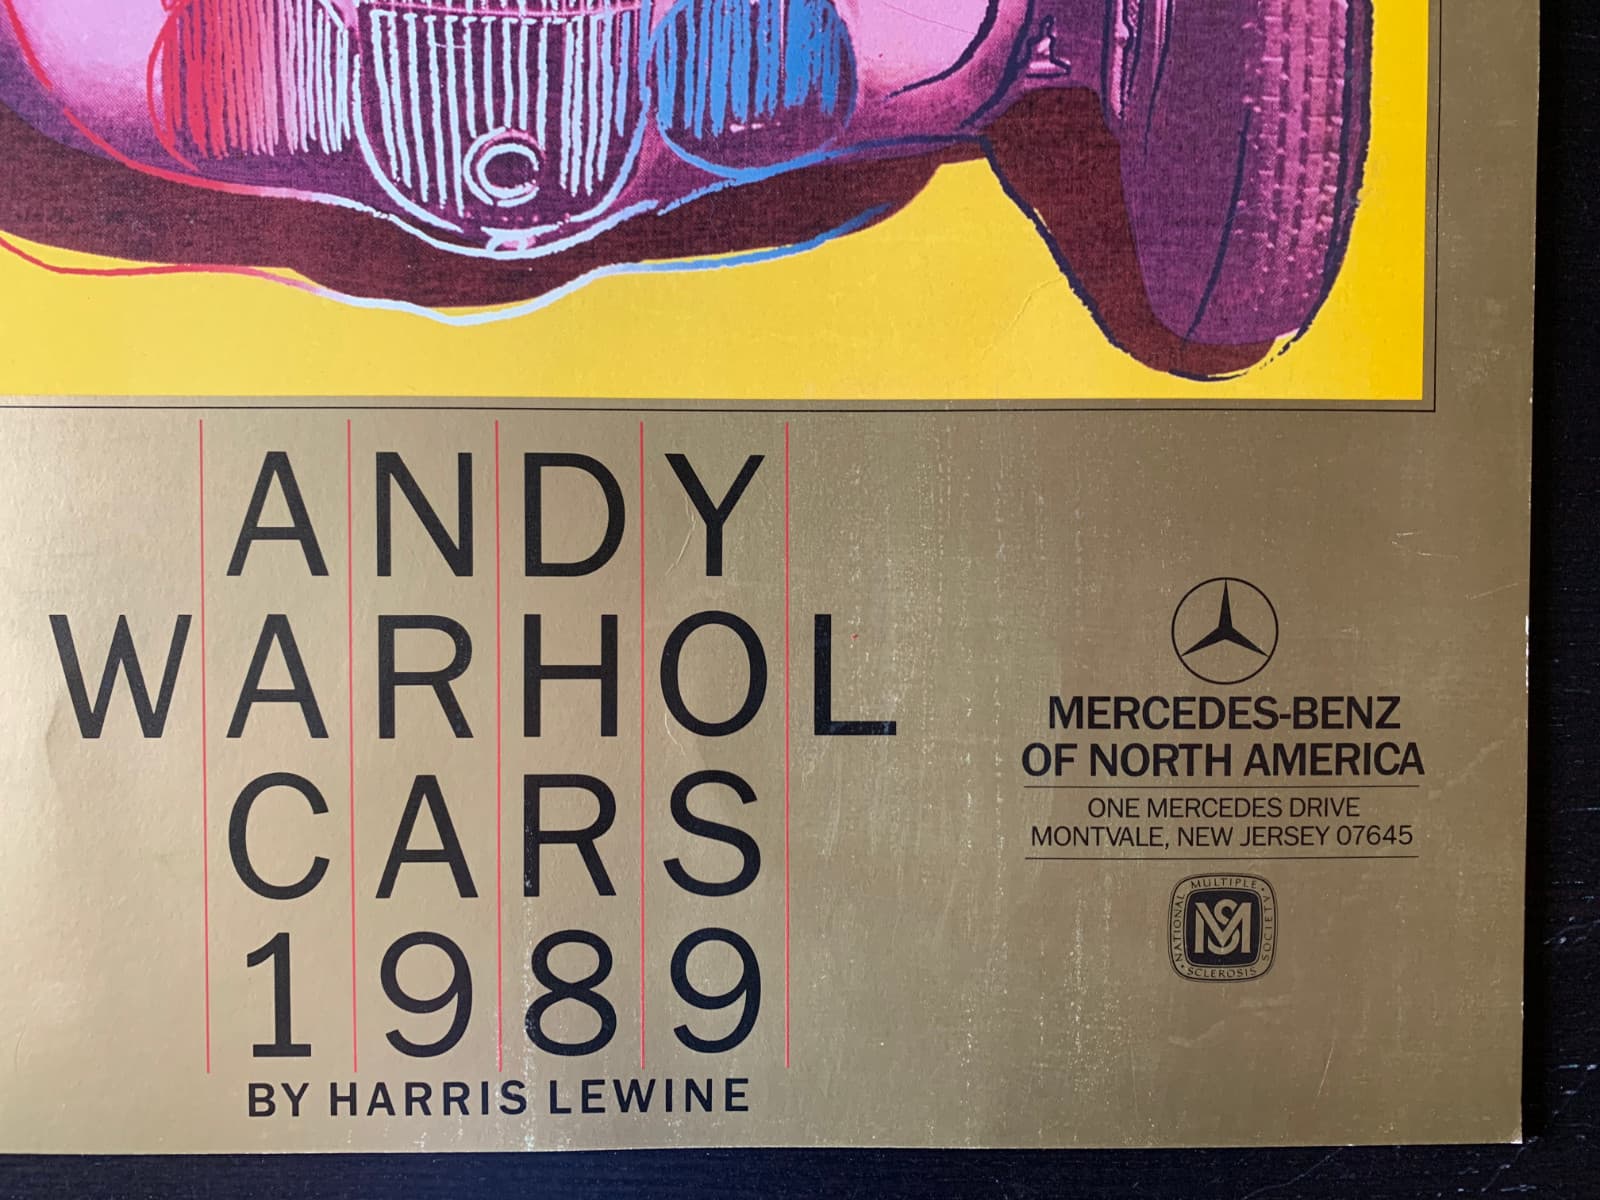 ANDY
WARHOL
CARS
1989
BY HARRIS LEWINE
MERCEDES-BENZ
OF NORTH AMERICA
ONE MERCEDES DRIVE
MONTVALE, NEW JERSEY 07645
NATIONAL MULTIPLE SCLEROSIS SOCIETY
MS